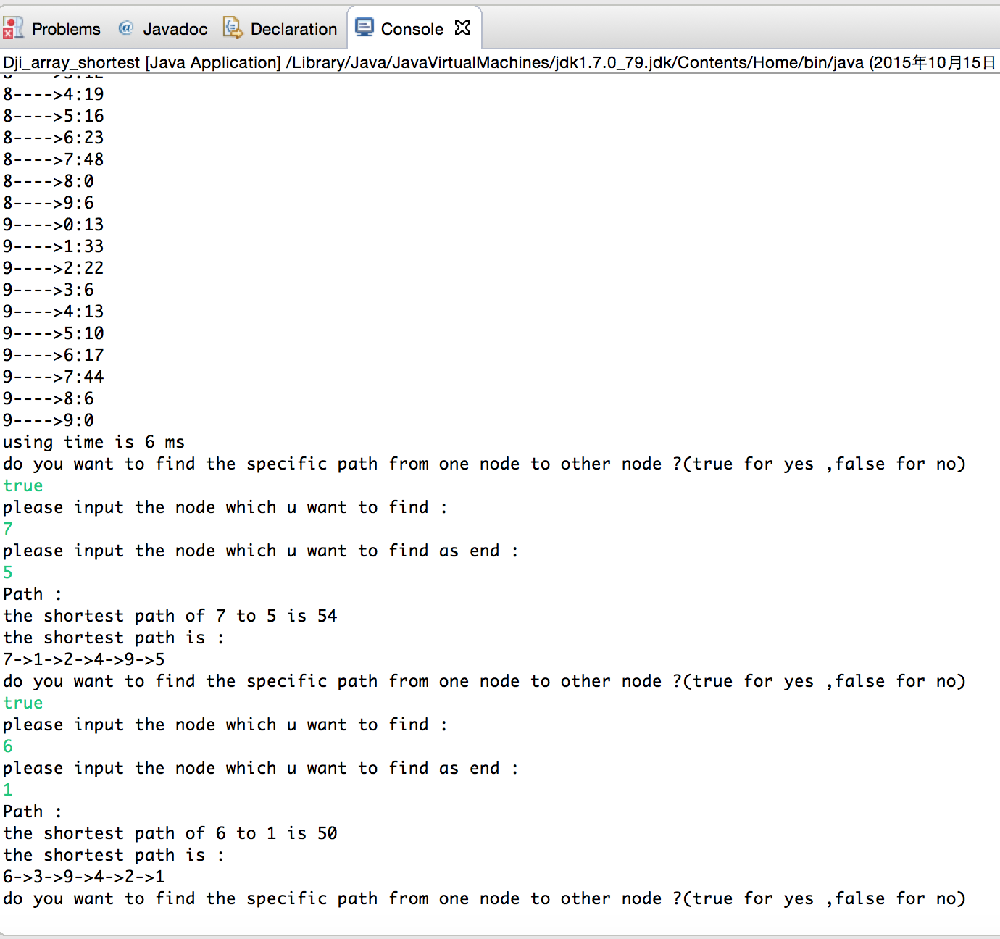 Problems Javadoc Declaration Console
Dji_array_shortest [Java Application] /Library/Java/JavaVirtualMachines/jdk1.7.0_79.jdk/Contents/Home/bin/java (2015年10月15日
8---->4:19
8---->5:16
8---->6:23
8---->7:48
8---->8:0
8---->9:6
9---->0:13
9---->1:33
9---->2:22
9---->3:6
9---->4:13
9---->5:10
9---->6:17
9---->7:44
9---->8:6
9---->9:0
using time is 6 ms
do you want to find the specific path from one node to other node ?(true for yes ,false for no)
true
please input the node which u want to find :
7
please input the node which u want to find as end :
5
Path :
the shortest path of 7 to 5 is 54
the shortest path is :
7->1->2->4->9->5
do you want to find the specific path from one node to other node ?(true for yes ,false for no)
true
please input the node which u want to find :
6
please input the node which u want to find as end :
1
Path :
the shortest path of 6 to 1 is 50
the shortest path is :
6->3->9->4->2->1
do you want to find the specific path from one node to other node ?(true for yes ,false for no)